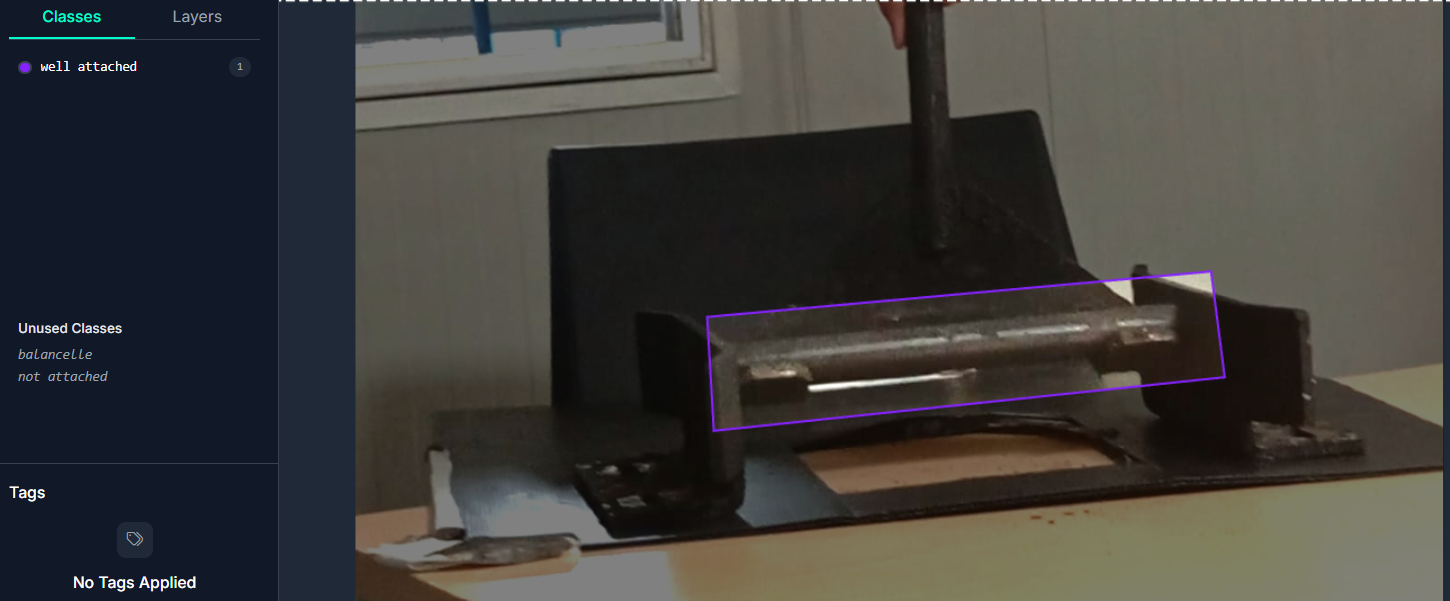 Classes
Layers
well attached
1
Unused Classes
balancelle
not attached
Tags
No Tags Applied